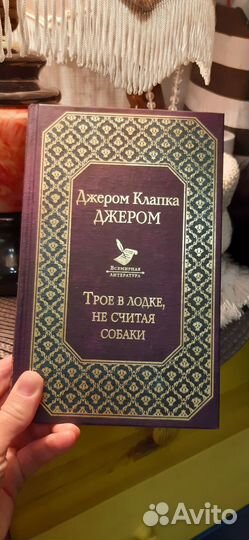 Джером Клапка
ДЖЕРОМ
ВСЕМИРНАЯ
ЛИТЕРАТУРА
ТРОЕ В ЛОДКЕ,
НЕ СЧИТАЯ
СОБАКИ
Avito